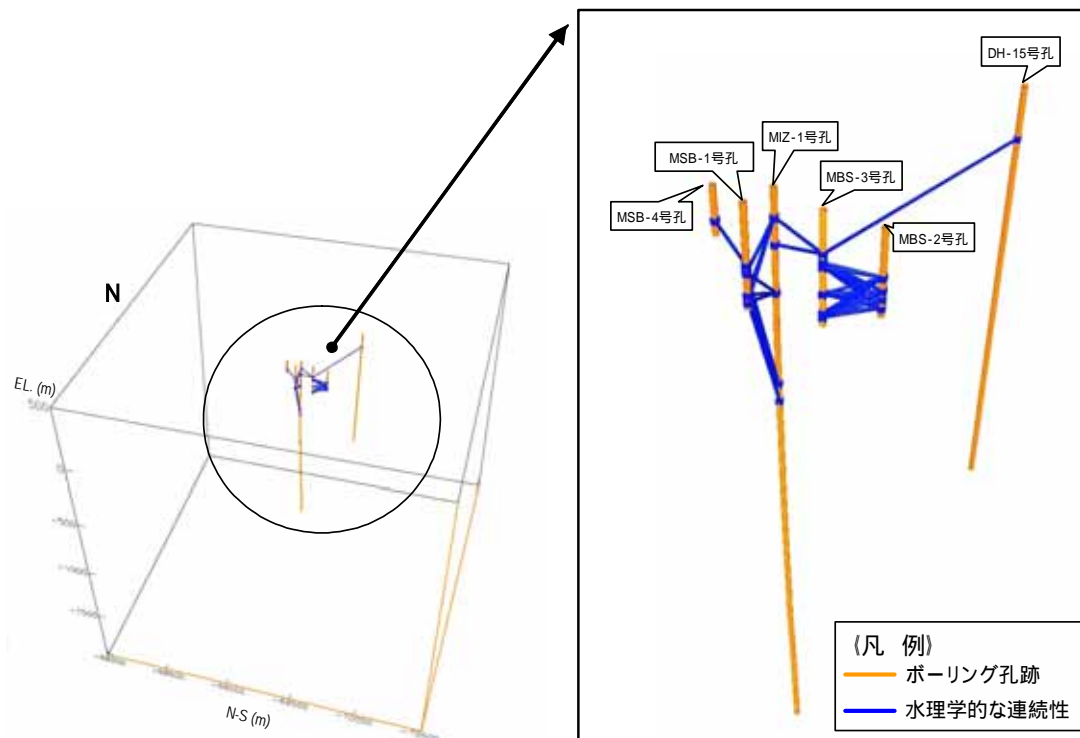 DH-15号孔
MIZ-1号孔
MSB-1号孔
MBS-3号孔
MSB-4号孔
MBS-2号孔
N
EL. (m)
500
0
N-S (m)
《凡 例》
ボーリング孔跡
水理学的な連続性